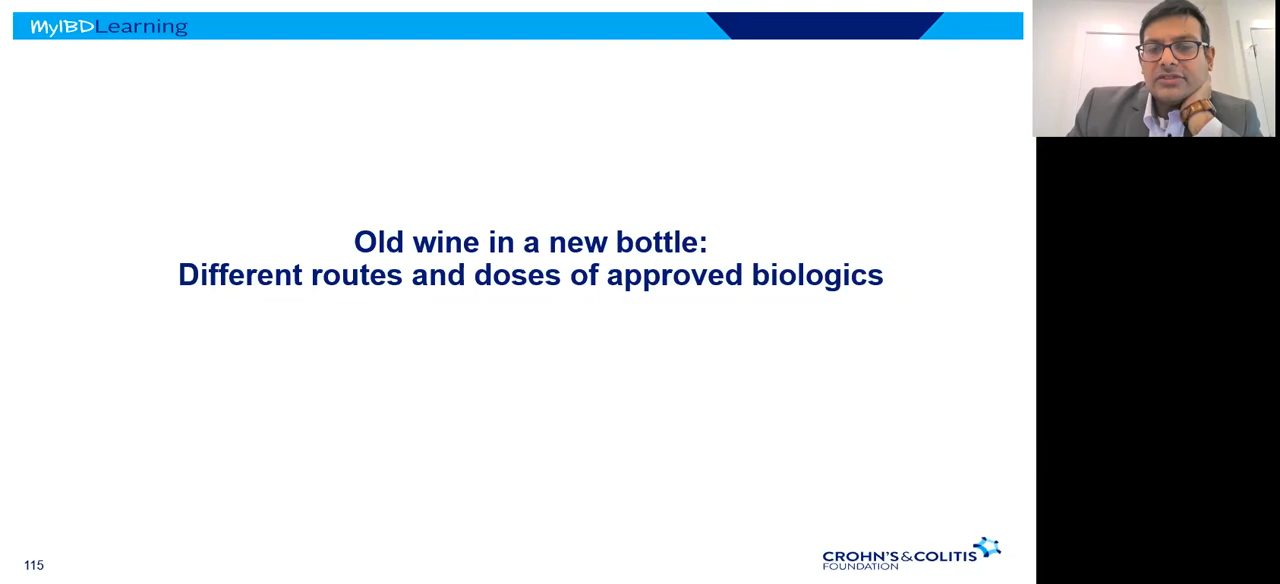 MyIBDLearning
Old wine in a new bottle:
Different routes and doses of approved biologics
115
CROHN'S&COLITIS
FOUNDATION